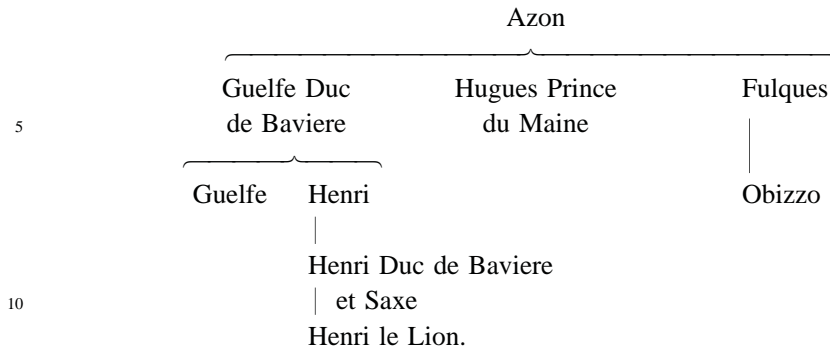 Azon
Guelfe Duc Hugues Prince Fulques
5 de Baviere du Maine
Guelfe Henri Obizzo
Henri Duc de Baviere
10 et Saxe
Henri le Lion.